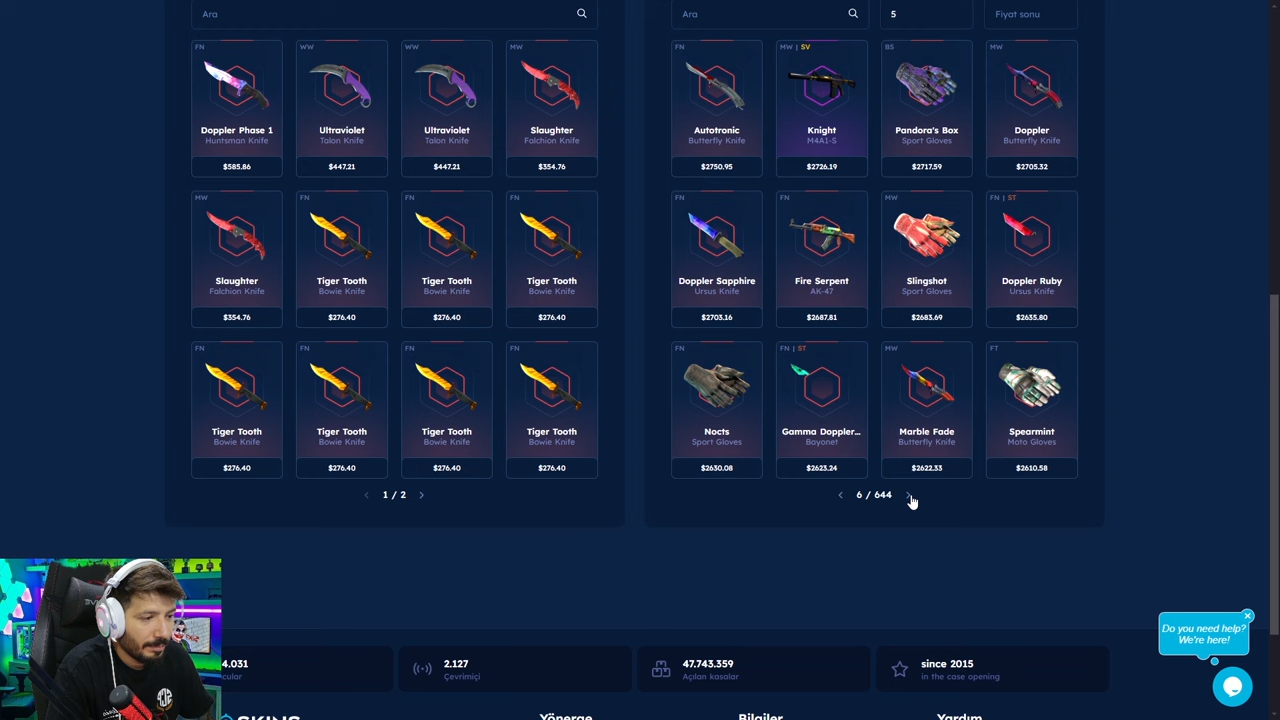 Ara
Ara
5
Fiyat sonu
FN
WW
WW
MW
Doppler Phase 1
Ultraviolet
Ultraviolet
Slaughter
Huntsman Knife
Talon Knife
Talon Knife
Falchion Knife
$585.86
$447.21
$447.21
$354.76
MW
FN
FN
FN
Slaughter
Tiger Tooth
Tiger Tooth
Tiger Tooth
Falchion Knife
Bowie Knife
Bowie Knife
Bowie Knife
$354.76
$276.40
$276.40
$276.40
FN
FN
FN
FN
Tiger Tooth
Tiger Tooth
Tiger Tooth
Tiger Tooth
Bowie Knife
Bowie Knife
Bowie Knife
Bowie Knife
$276.40
$276.40
$276.40
$276.40
1 / 2
FN
MW | SV
BS
MW
Autotronic
Knight
Pandora's Box
Doppler
Butterfly Knife
M4A1-S
Sport Gloves
Butterfly Knife
$2750.95
$2726.19
$2717.59
$2705.32
FN
FN
MW
FN | ST
Doppler Sapphire
Fire Serpent
Slingshot
Doppler Ruby
Ursus Knife
AK-47
Sport Gloves
Ursus Knife
$2703.16
$2687.81
$2683.69
$2635.80
FN
FN | ST
MW
FT
Nocts
Gamma Doppler...
Marble Fade
Spearmint
Sport Gloves
Bayonet
Butterfly Knife
Moto Gloves
$2630.08
$2623.24
$2622.33
$2610.58
6 / 644
Do you need help?
We're here!
4.031
cular
2.127
Çevrimiçi
47.743.359
Açılan kasalar
since 2015
in the case opening
SKINS
Yönerge
Bilgiler
Yardım